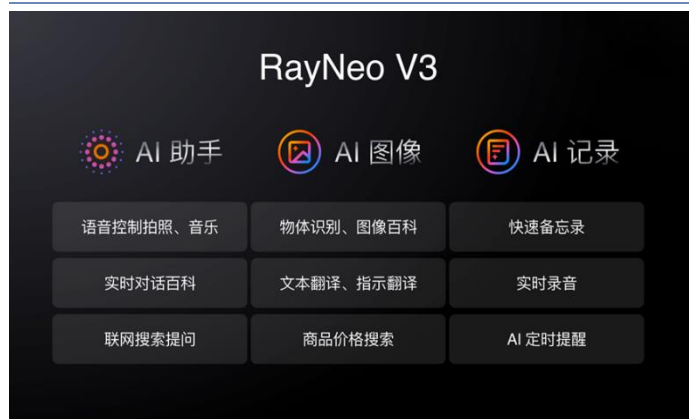 RayNeo V3
AI 助手
AI 图像
AI 记录
语音控制拍照、音乐
物体识别、图像百科
快速备忘录
实时对话百科
文本翻译、指示翻译
实时录音
联网搜索提问
商品价格搜索
AI 定时提醒